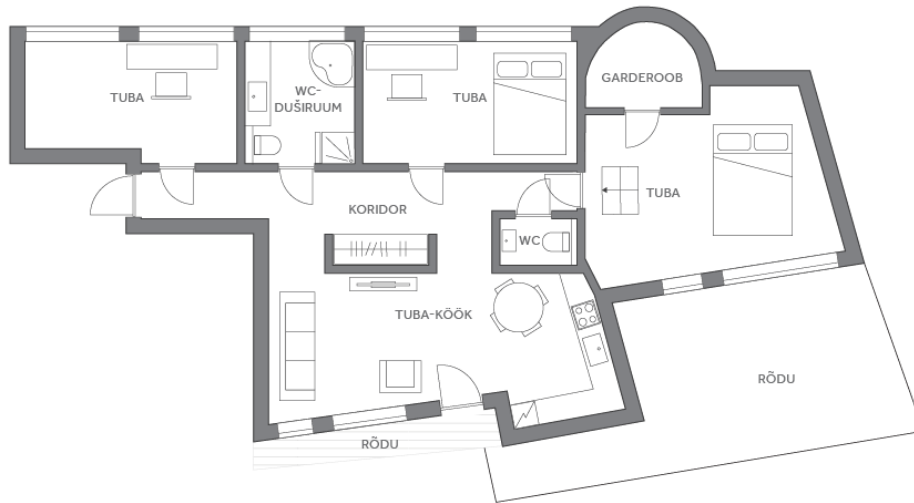 TUBA
WC-
DUŠIRUUM
TUBA
GARDEROOB
TUBA
KORIDOR
WC
TUBA-KÖÖK
RÕDU
RÕDU